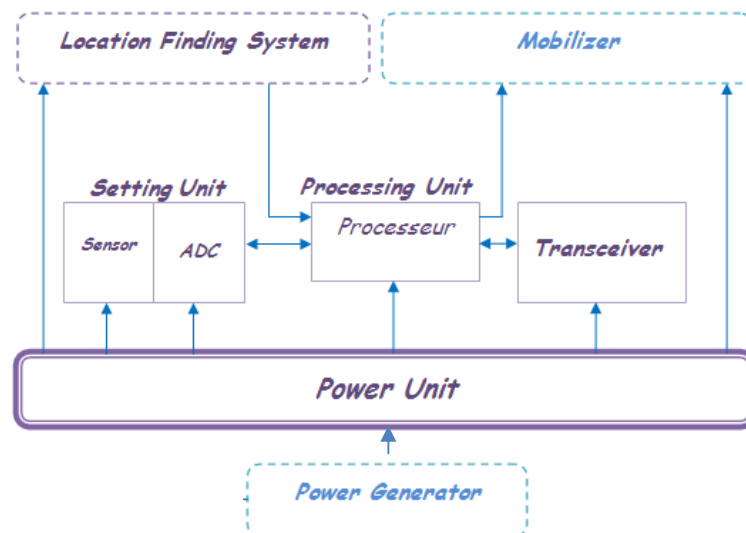 Location Finding System
Mobilizer
Setting Unit
Processing Unit
Sensor
ADC
Processeur
Transceiver
Power Unit
Power Generator